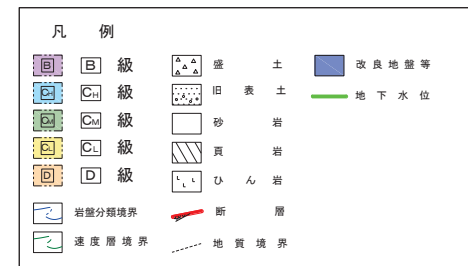 凡 例
B B 級 盛 土 改良地盤等
CH CH 級 旧 表 土 地下水位
CM CM 級 砂 岩
CL CL 級 頁 岩
D D 級 ひ ん 岩
岩盤分類境界 断 層
速度層境界 地質境界